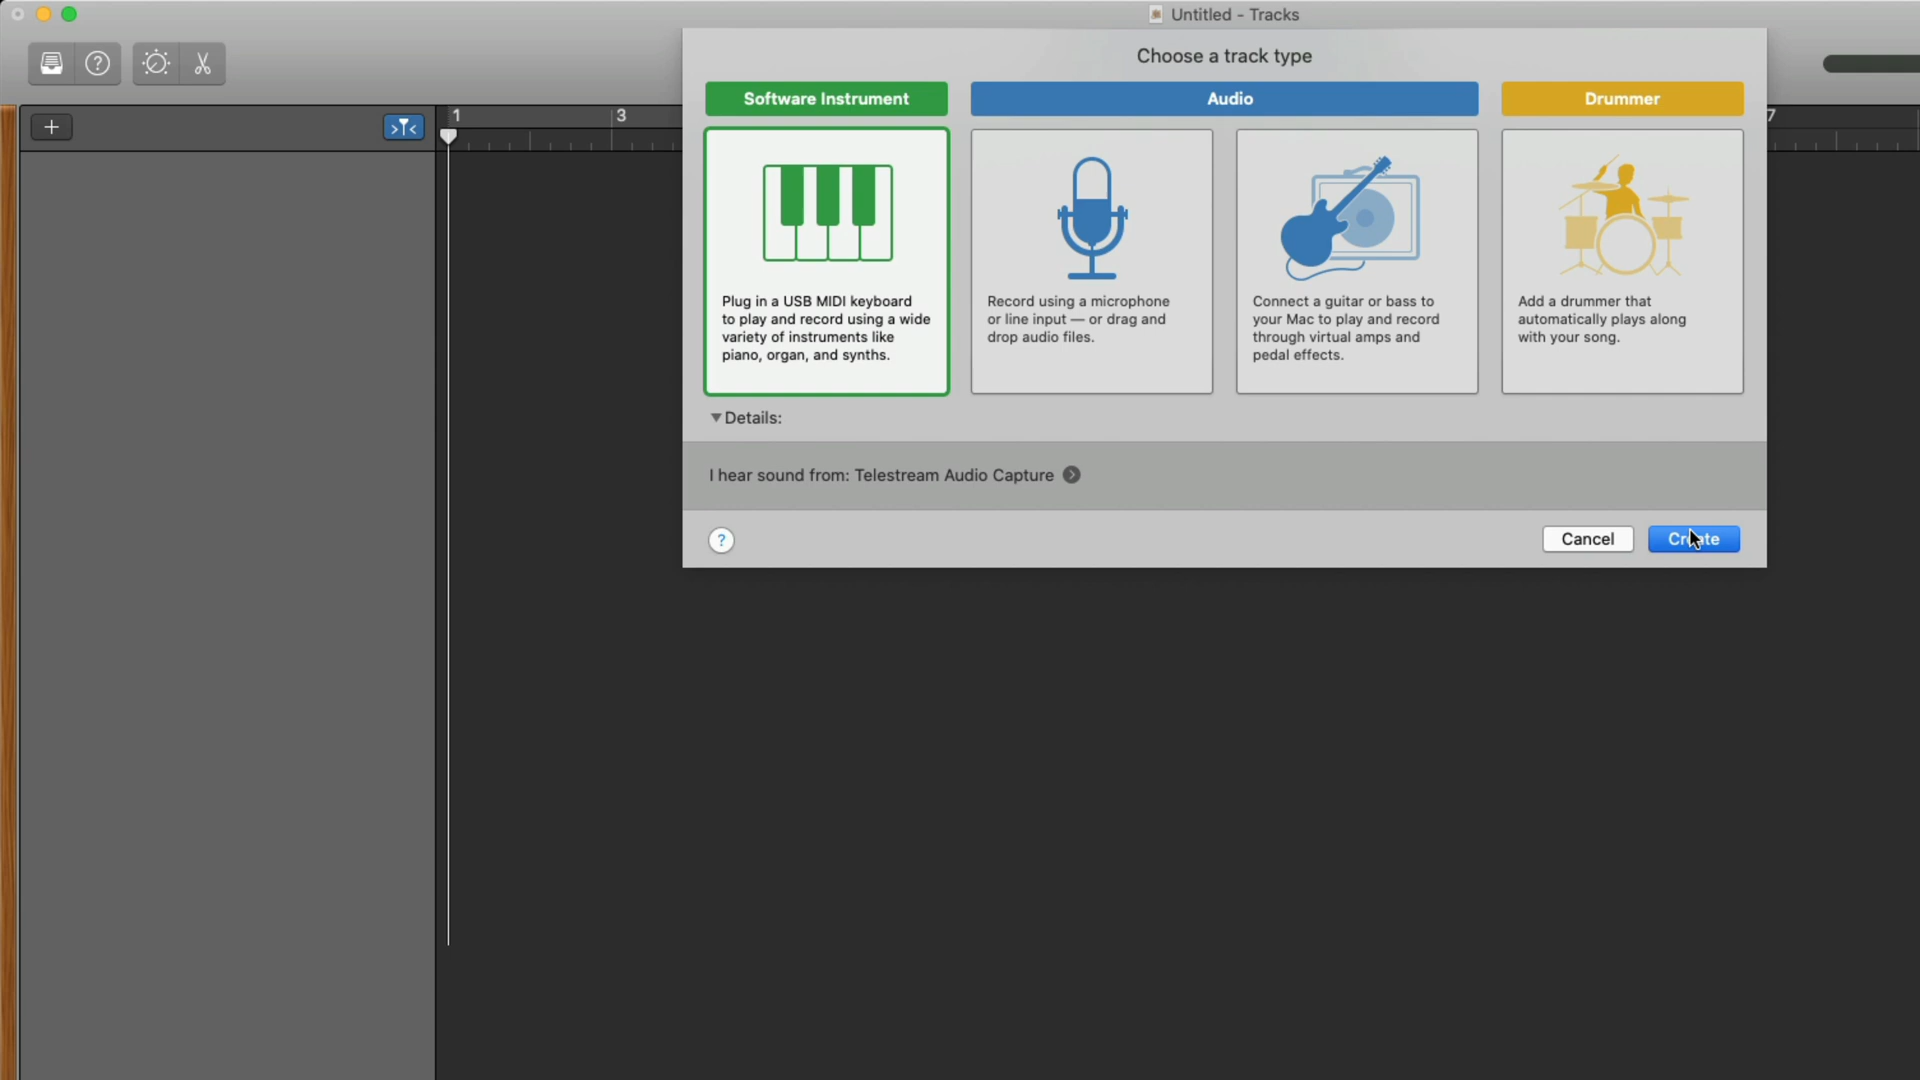 Untitled - Tracks
Choose a track type
Software Instrument
Audio
Drummer
1
3
7
Plug in a USB MIDI keyboard
to play and record using a wide
variety of instruments like
piano, organ, and synths.
Record using a microphone
or line input — or drag and
drop audio files.
Connect a guitar or bass to
your Mac to play and record
through virtual amps and
pedal effects.
Add a drummer that
automatically plays along
with your song.
Details:
I hear sound from: Telestream Audio Capture
?
Cancel
Create